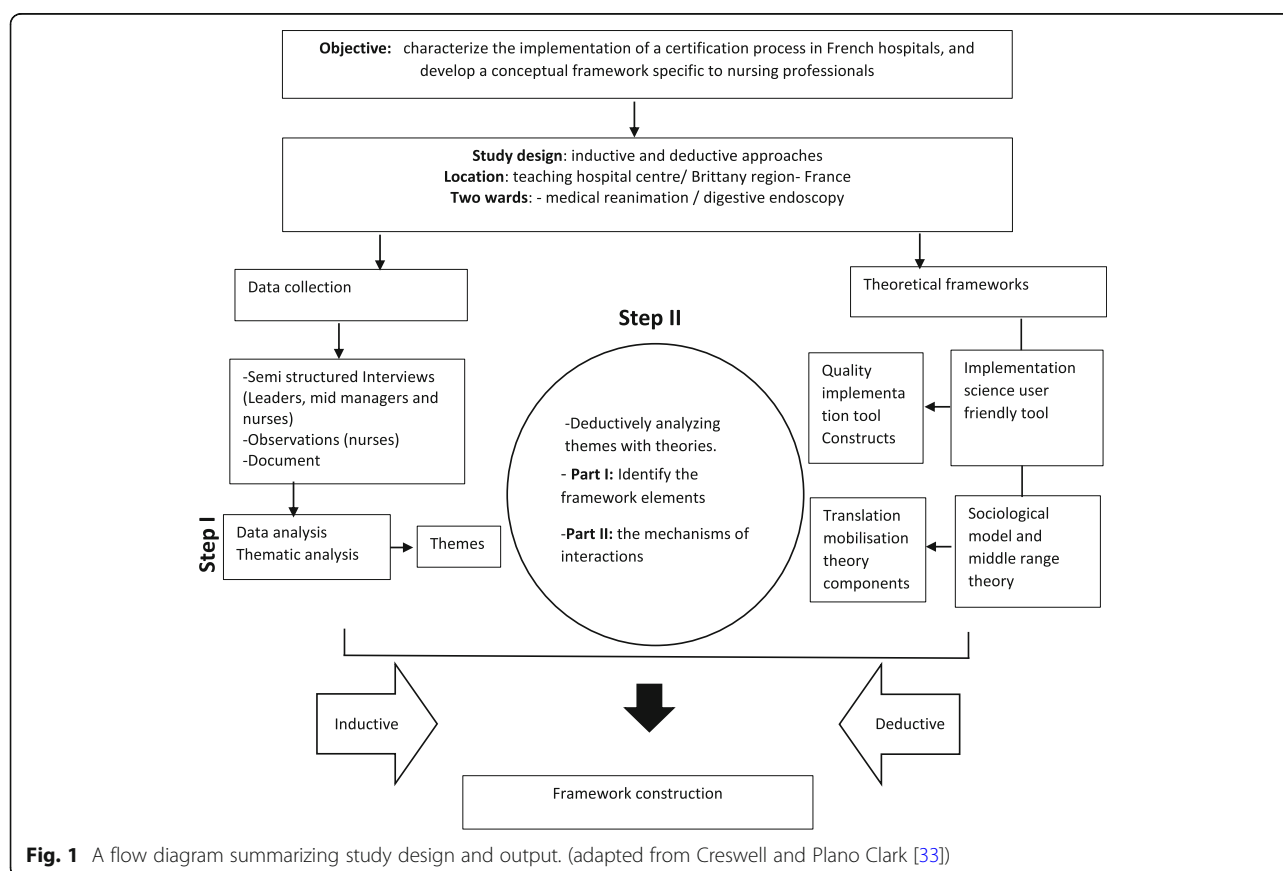 Objective: characterize the implementation of a certification process in French hospitals, and
develop a conceptual framework specific to nursing professionals
Study design: inductive and deductive approaches
Location: teaching hospital centre/ Brittany region- France
Two wards: - medical reanimation / digestive endoscopy
Data collection
Theoretical frameworks
Step II
-Semi structured Interviews
(Leaders, mid managers and
nurses)
-Observations (nurses)
-Document
Quality
implementa
tion tool
Constructs
Implementation
science user
friendly tool
-Deductively analyzing
themes with theories.
- Part I: Identify the
framework elements
-Part II: the mechanisms of
interactions
Step I
Data analysis
Thematic analysis
Themes
Translation
mobilisation
theory
components
Sociological
model and
middle range
theory
Inductive
Deductive
Framework construction
Fig. 1 A flow diagram summarizing study design and output. (adapted from Creswell and Plano Clark [33])